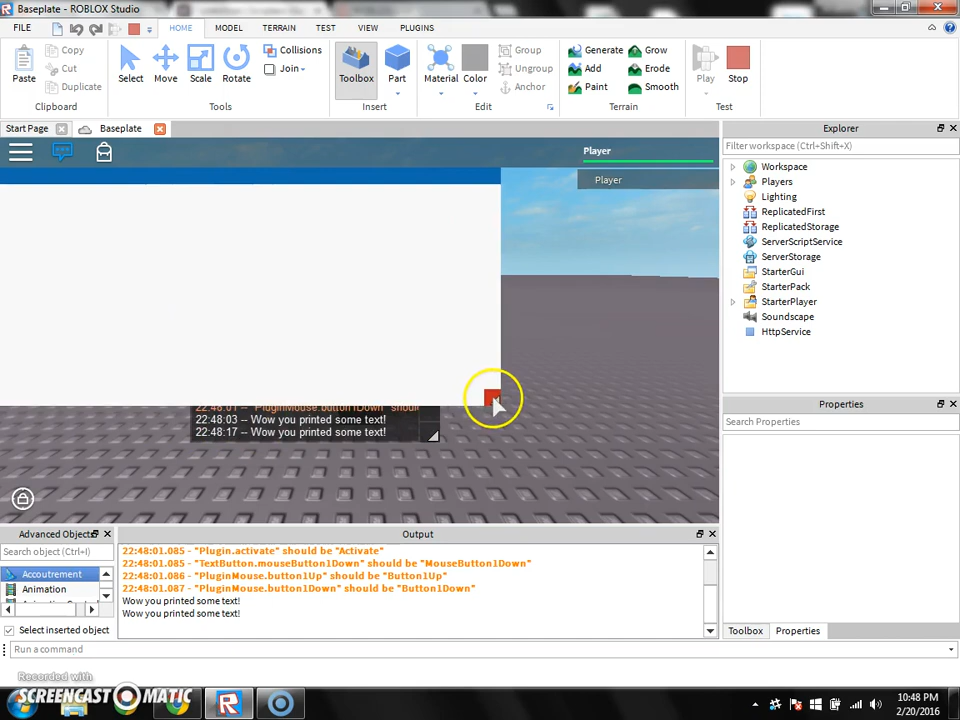 Baseplate - ROBLOX Studio
FILE HOME MODEL TERRAIN TEST VIEW PLUGINS
Paste Copy Cut Duplicate
Select Move Scale Rotate Collisions Join
Toolbox Part
Material Color Group Ungroup Anchor
Generate Grow
Add Erode
Paint Smooth
Play Stop
Clipboard Tools Insert Edit Terrain Test
Start Page Baseplate
Explorer
Filter workspace (Ctrl+Shift+X)
Player
Player
Workspace
Players
Lighting
ReplicatedFirst
ReplicatedStorage
ServerScriptService
ServerStorage
StarterGui
StarterPack
StarterPlayer
Soundscape
HttpService
Properties
Search Properties
22:48:03 -- Wow you printed some text!
22:48:17 -- Wow you printed some text!
Advanced Objects
Search object (Ctrl+I)
Accoutrement
Animation
Select inserted object
Output
22:48:01.085 - "Plugin.activate" should be "Activate"
22:48:01.085 - "TextButton.mouseButton1Down" should be "MouseButton1Down"
22:48:01.086 - "PluginMouse.button1Up" should be "Button1Up"
22:48:01.087 - "PluginMouse.button1Down" should be "Button1Down"
Wow you printed some text!
Wow you printed some text!
Toolbox Properties
Run a command
Recorded with
SCREENCAST MATIC
10:48 PM
2/20/2016